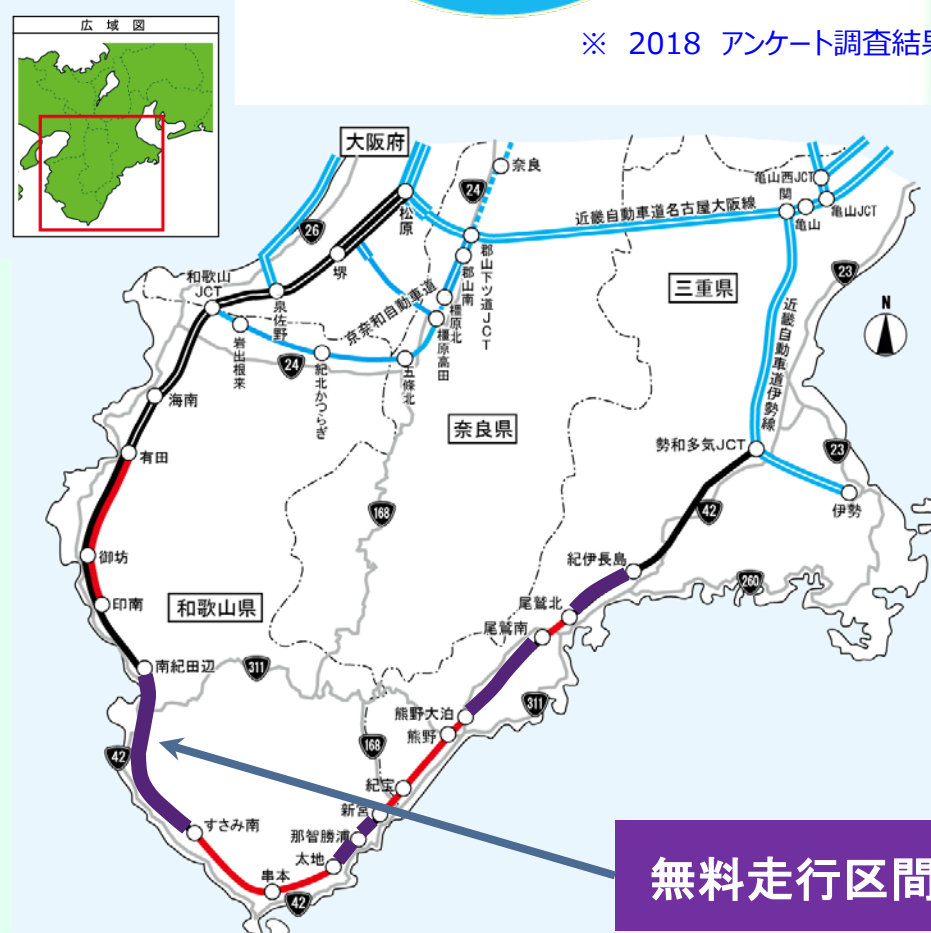 広域図
※ 2018 アンケート調査結果
大阪府
奈良
24
26
松原
亀山西JCT
関
亀山
亀山JCT
近畿自動車道名古屋大阪線
堺
和歌山
JCT
泉佐野
京奈和自動車道
郡山下ツ道JCT
郡山南
橿原北
橿原高田
三重県
23
N
近畿自動車道伊勢線
岩出根来
24
紀北かつらぎ
五條北
海南
奈良県
有田
勢和多気JCT
23
伊勢
168
42
御坊
紀伊長島
260
印南
和歌山県
尾鷲北
尾鷲南
南紀田辺
311
311
熊野大泊
熊野
168
42
紀宝
新宮
すさみ南
那智勝浦
太地
串本
42
無料走行区間